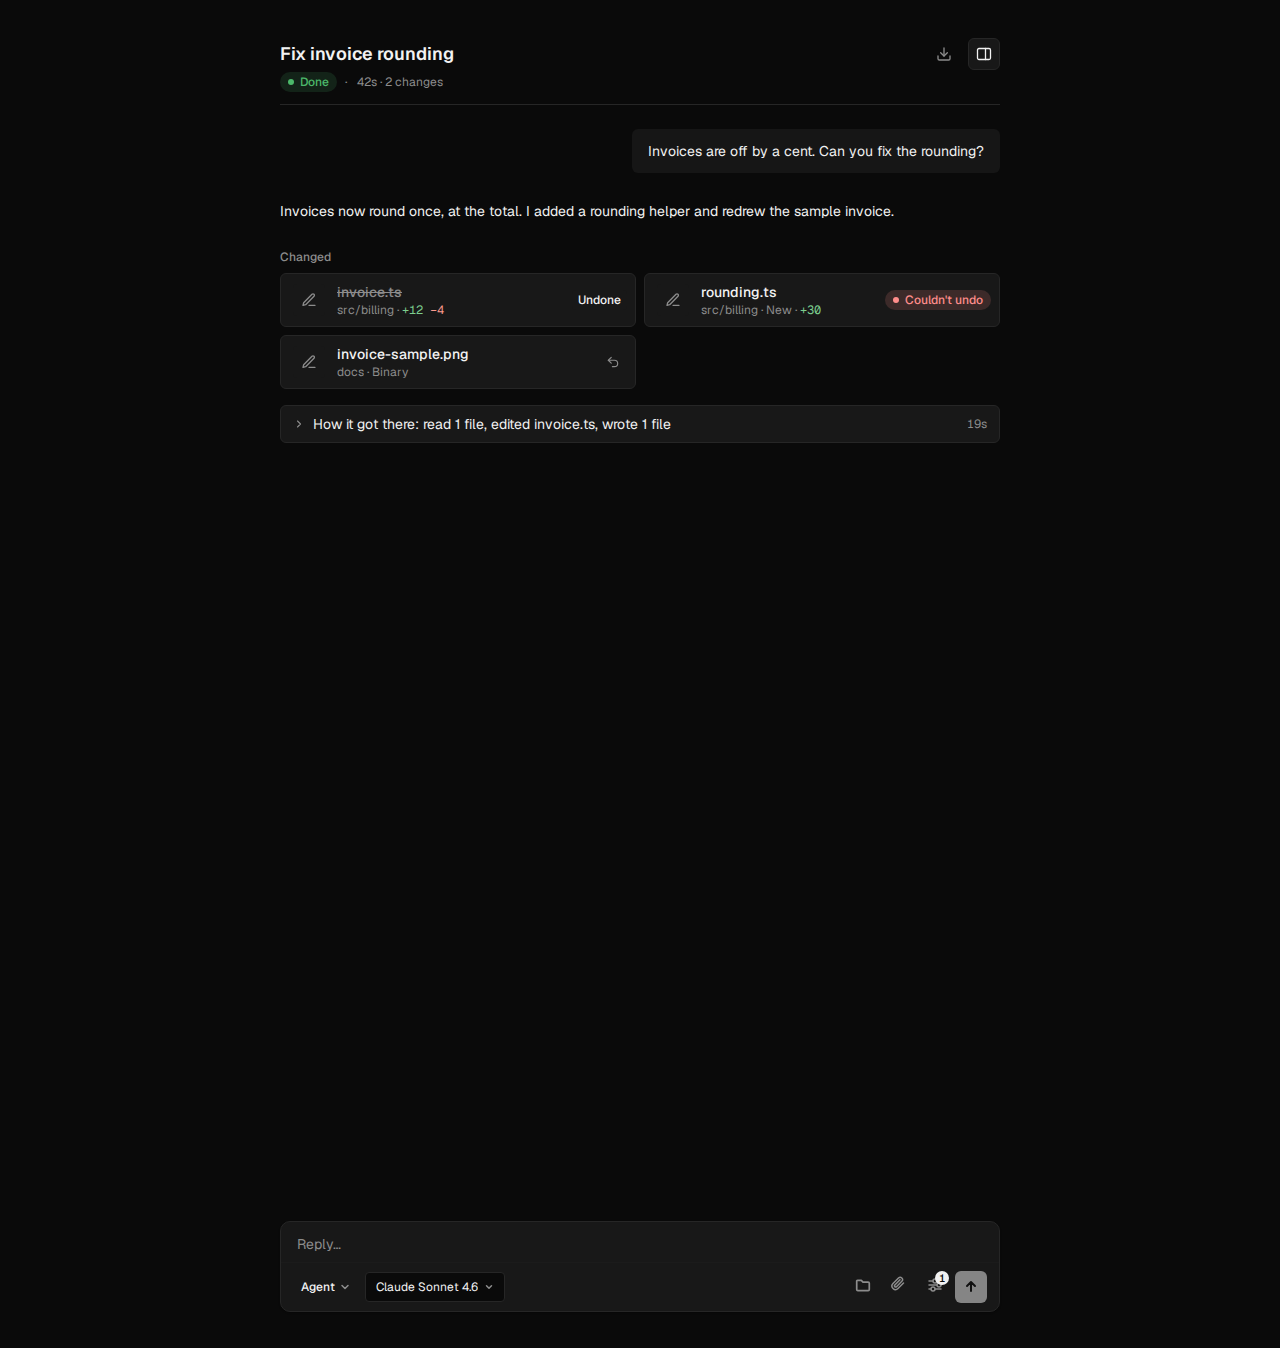 Fix invoice rounding
Done · 42s · 2 changes
Invoices are off by a cent. Can you fix the rounding?
Invoices now round once, at the total. I added a rounding helper and redrew the sample invoice.
Changed
invoice.ts
src/billing · +12 −4
Undone
rounding.ts
src/billing · New · +30
Couldn't undo
invoice-sample.png
docs · Binary
How it got there: read 1 file, edited invoice.ts, wrote 1 file 19s
Reply...
Agent Claude Sonnet 4.6 1